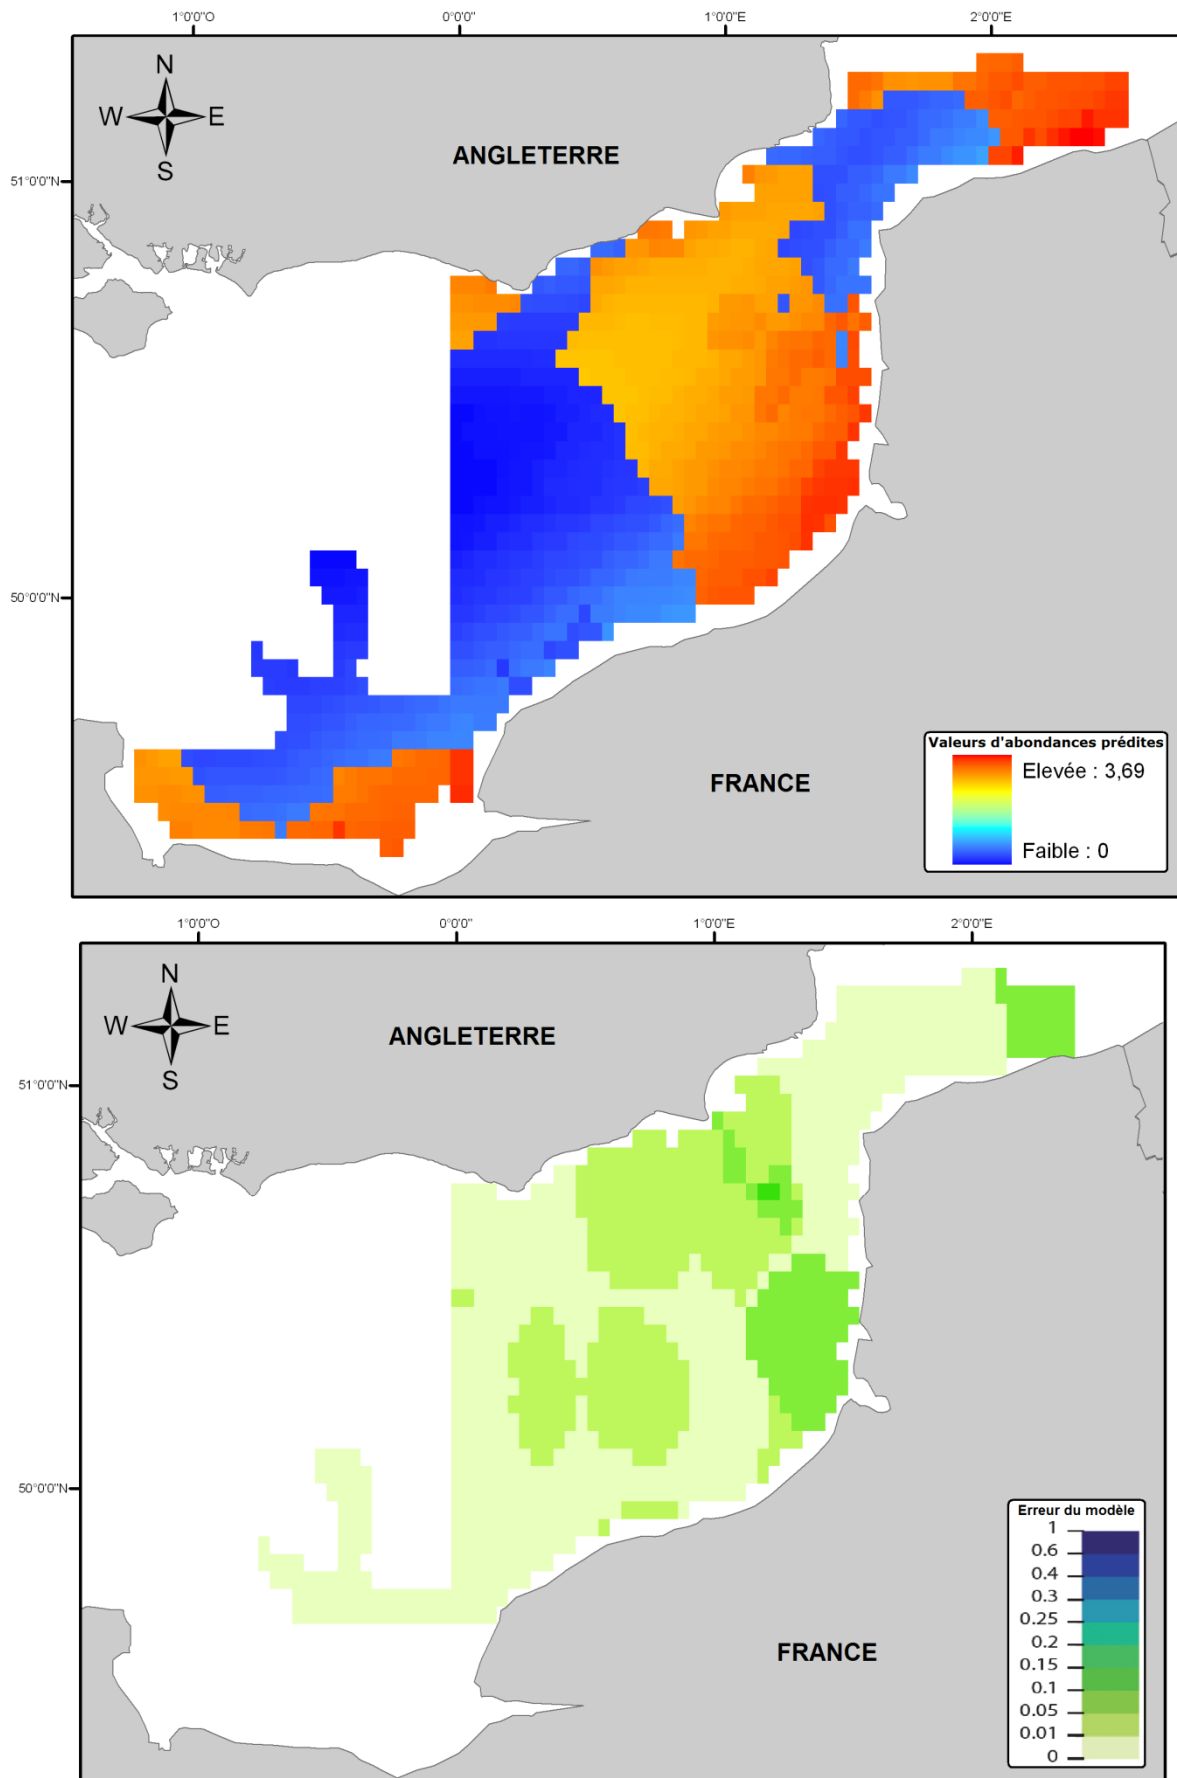 1°0'0"O 0°0'0" 1°0'0"E 2°0'0"E
N
W E
S
ANGLETERRE
51°0'0"N
50°0'0"N
FRANCE
Valeurs d'abondances prédites
Elevée : 3,69
Faible : 0
1°0'0"O 0°0'0" 1°0'0"E 2°0'0"E
N
W E
S
ANGLETERRE
51°0'0"N
50°0'0"N
FRANCE
Erreur du modèle
1
0.6
0.4
0.3
0.25
0.2
0.15
0.1
0.05
0.01
0